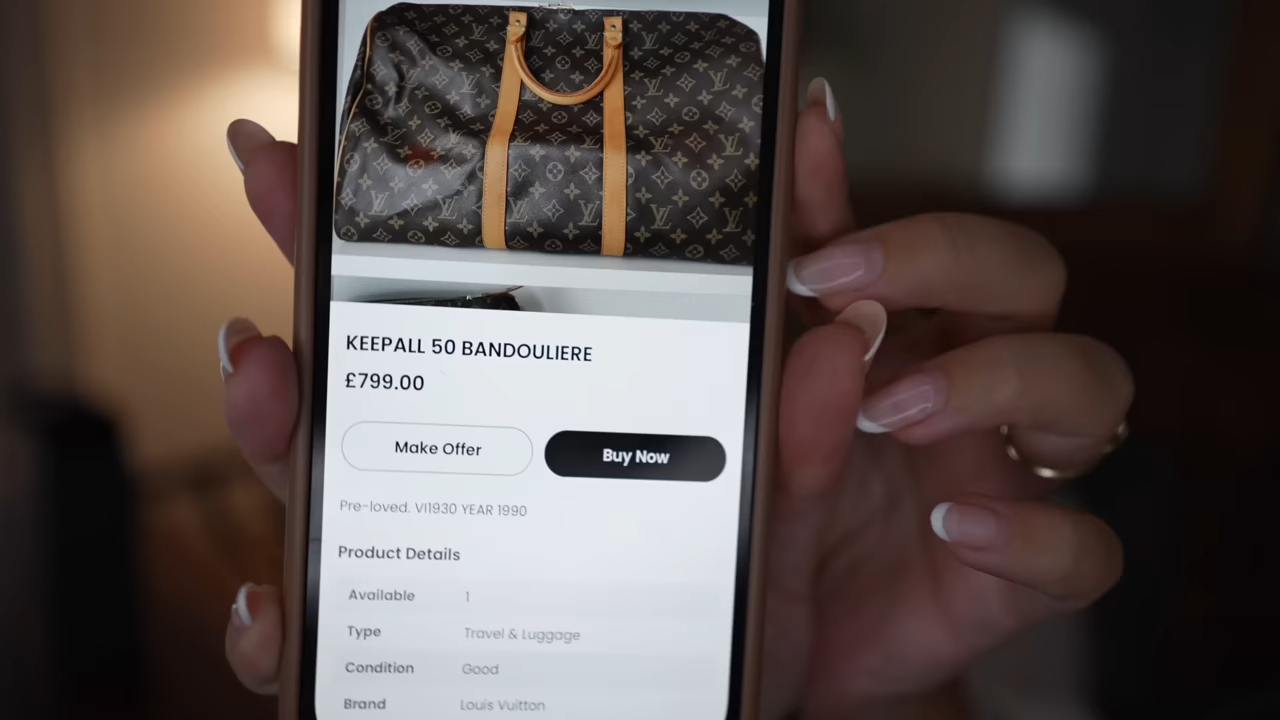 KEEPALL 50 BANDOULIERE
£799.00
Make Offer Buy Now
Pre-loved. VI1930 YEAR 1990
Product Details
Available 1
Type Travel & Luggage
Condition Good
Brand Louis Vuitton